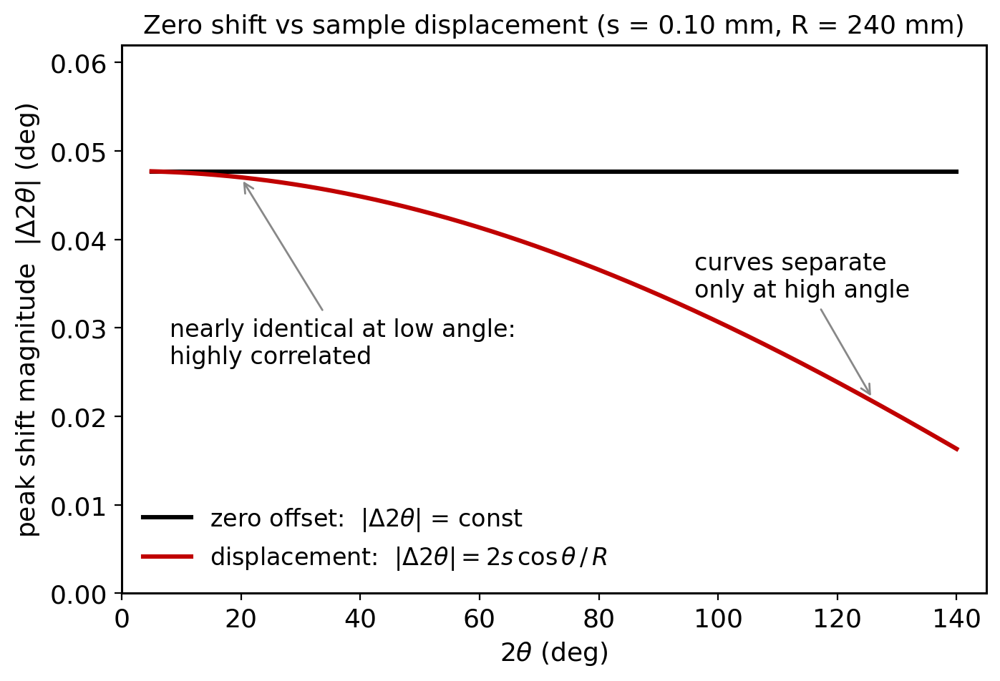 Zero shift vs sample displacement (s = 0.10 mm, R = 240 mm)
peak shift magnitude |Δ2θ| (deg)
0.06
0.05
0.04
0.03
0.02
0.01
0.00
curves separate
only at high angle
nearly identical at low angle:
highly correlated
zero offset: |Δ2θ| = const
displacement: |Δ2θ| = 2s cos θ / R
0 20 40 60 80 100 120 140
2θ (deg)